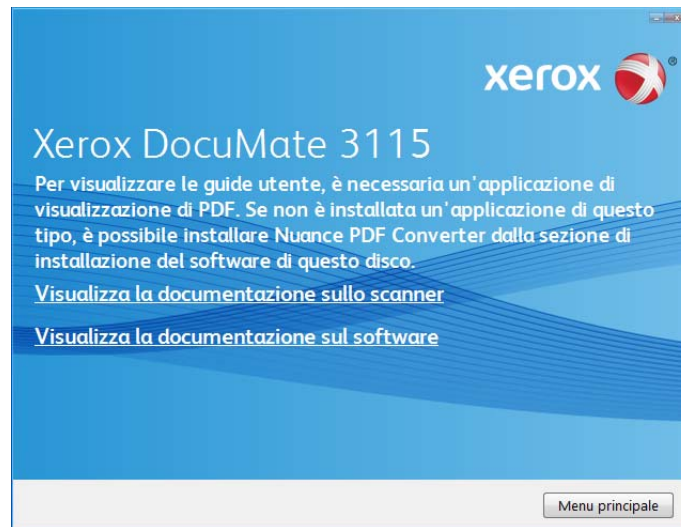 xerox ®
Xerox DocuMate 3115
Per visualizzare le guide utente, è necessaria un'applicazione di
visualizzazione di PDF. Se non è installata un'applicazione di questo
tipo, è possibile installare Nuance PDF Converter dalla sezione di
installazione del software di questo disco.
Visualizza la documentazione sullo scanner
Visualizza la documentazione sul software
Menu principale